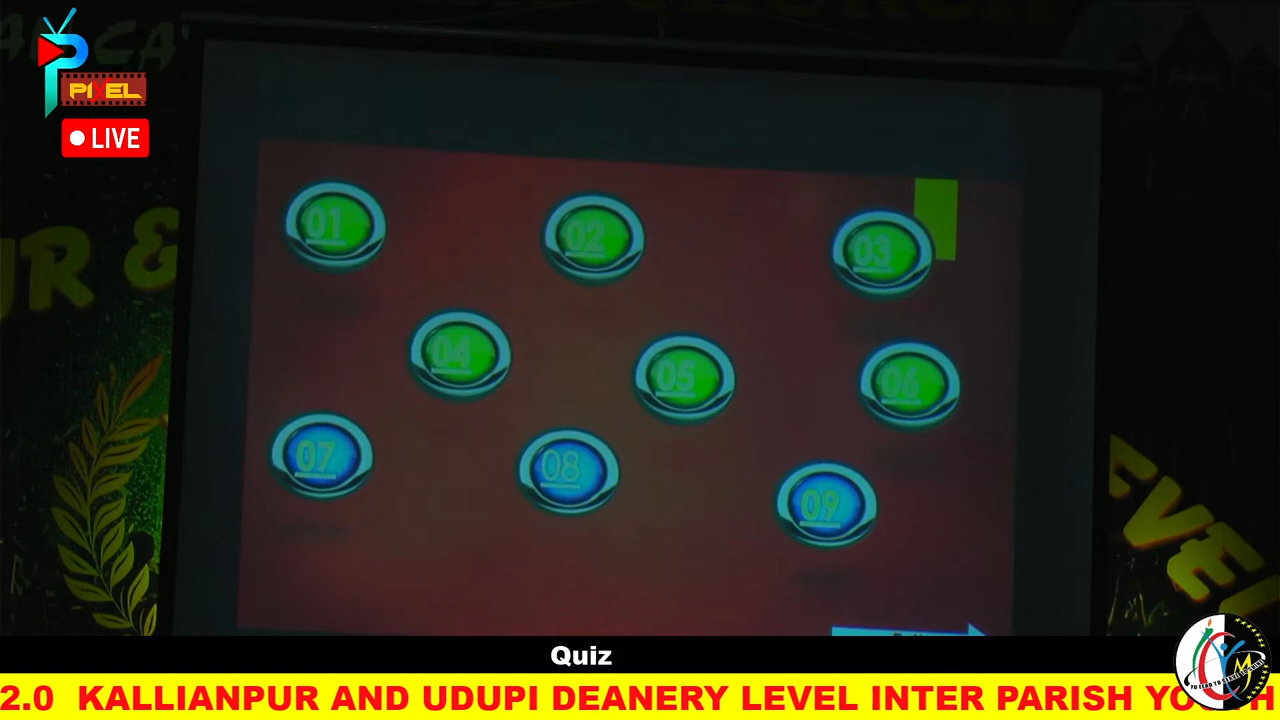 PIXEL
LIVE
01
02
03
04
05
06
07
08
09
R &
EVEL
Quiz
2.0 KALLIANPUR AND UDUPI DEANERY LEVEL INTER PARISH